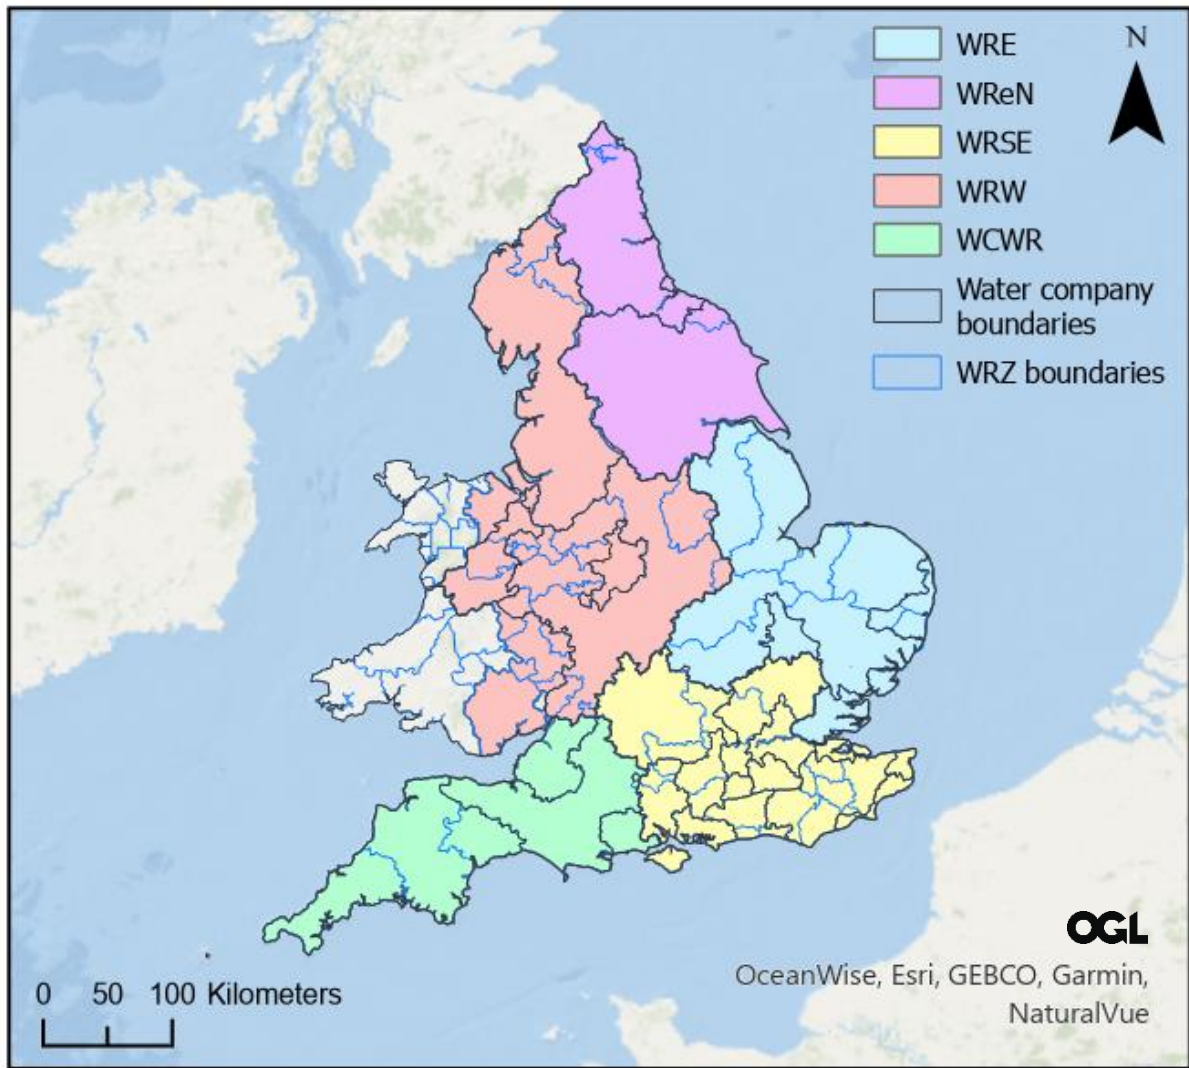 WRE
N
WReN
WRSE
WRW
WCWR
Water company
boundaries
WRZ boundaries
OGL
0 50 100 Kilometers
OceanWise, Esri, GEBCO, Garmin,
NaturalVue